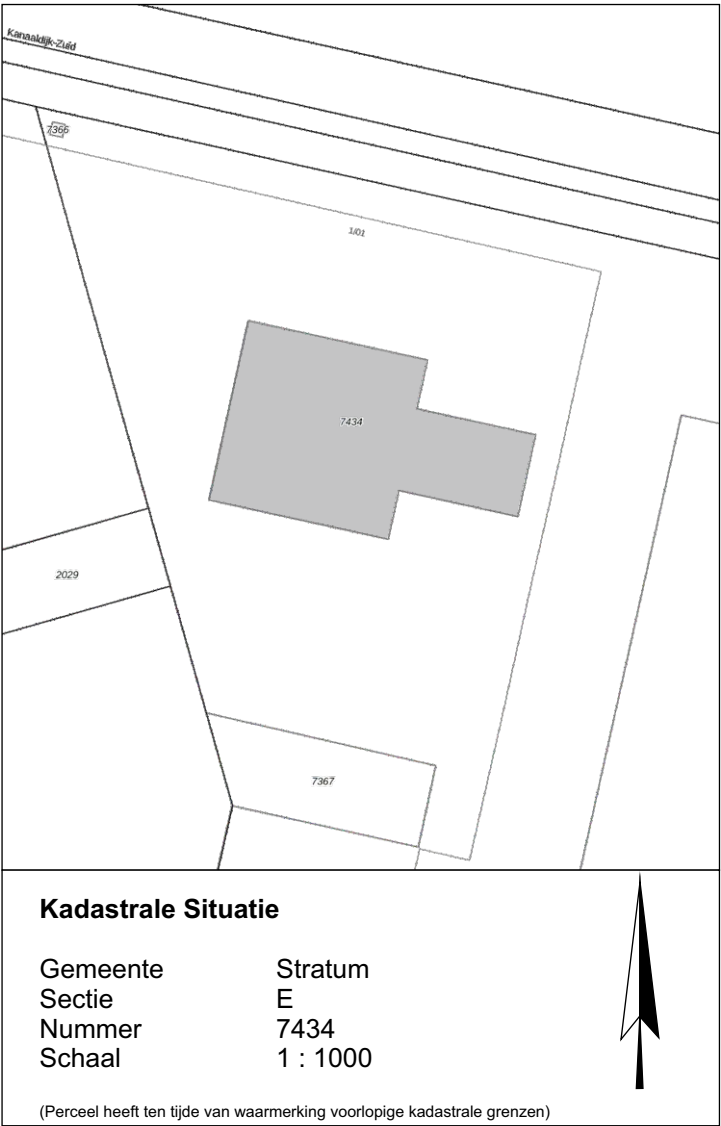 Kanaaldijk-Zuid
7366
1/01
7434
2029
7367
Kadastrale Situatie
Gemeente Stratum
Sectie E
Nummer 7434
Schaal 1 : 1000
(Perceel heeft ten tijde van waarmerking voorlopige kadastrale grenzen)